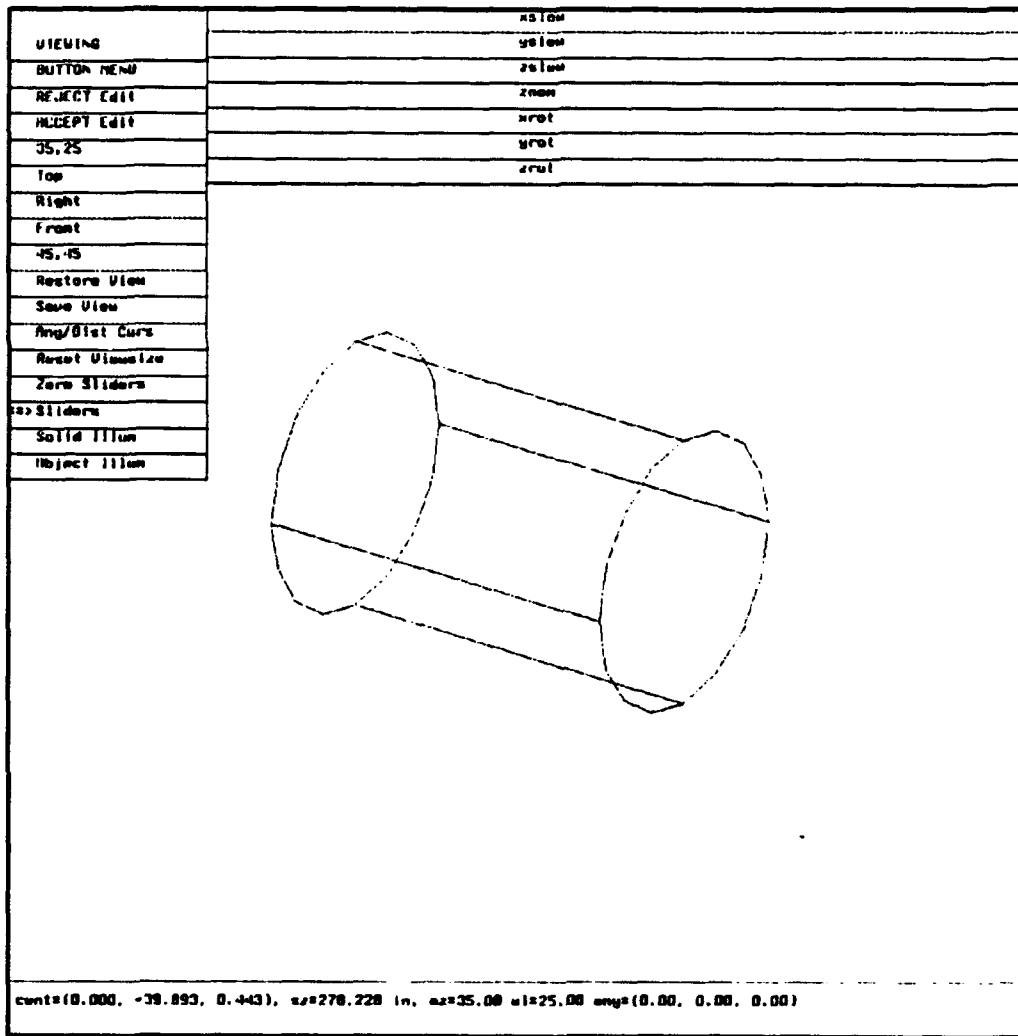 xslew
yslew
zslew
zoom
xrot
yrot
zrot
VIEWING
BUTTON MENU
REJECT Edit
ACCEPT Edit
35,25
Top
Right
Front
45,45
Restore View
Save View
Ang/Dist Curs
Reset Viewsize
Zero Sliders
Sliders
Solid Illum
Object Illum
cent=(0.000, -39.893, 0.443), sz=278.228 in, az=35.00 el=25.00 ang=(0.00, 0.00, 0.00)